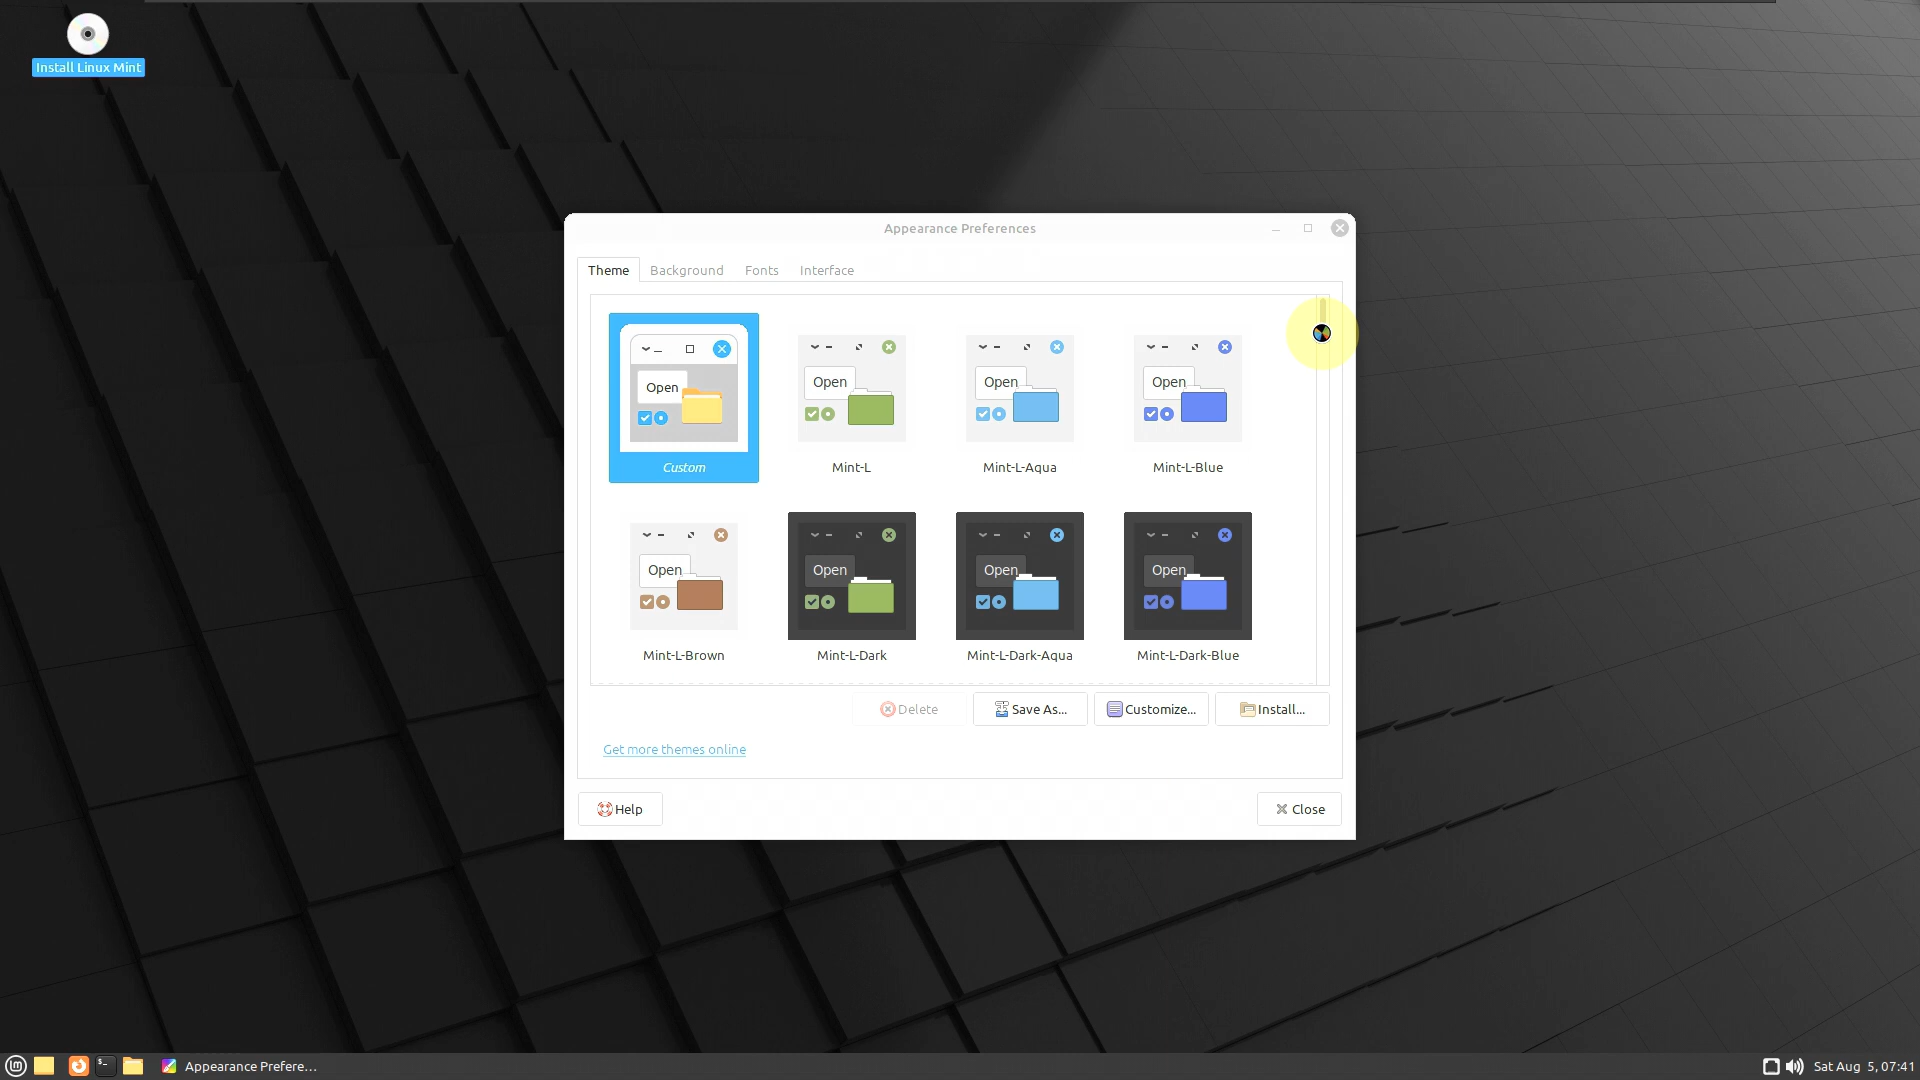 Install Linux Mint
Appearance Preferences
Theme Background Fonts Interface
Open Open Open Open
Custom Mint-L Mint-L-Aqua Mint-L-Blue
Open Open Open Open
Mint-L-Brown Mint-L-Dark Mint-L-Dark-Aqua Mint-L-Dark-Blue
Delete Save As... Customize... Install...
Get more themes online
Help Close
Appearance Prefere... Sat Aug 5, 07:41